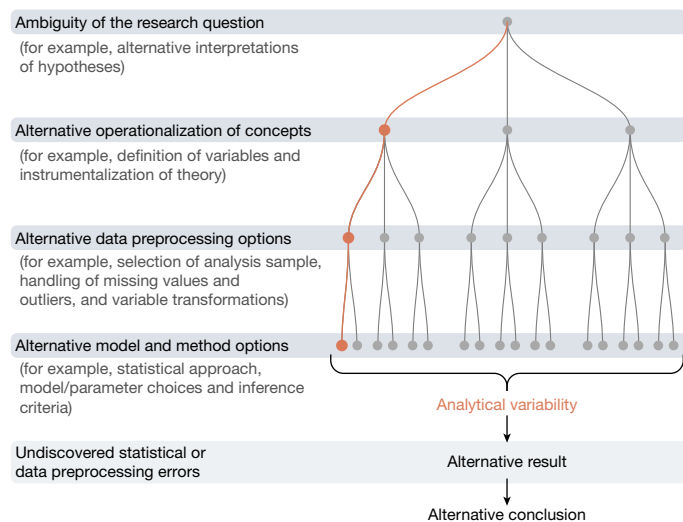 Ambiguity of the research question
(for example, alternative interpretations
of hypotheses)
Alternative operationalization of concepts
(for example, definition of variables and
instrumentalization of theory)
Alternative data preprocessing options
(for example, selection of analysis sample,
handling of missing values and
outliers, and variable transformations)
Alternative model and method options
(for example, statistical approach,
model/parameter choices and inference
criteria)
Analytical variability
Undiscovered statistical or
data preprocessing errors
Alternative result
Alternative conclusion